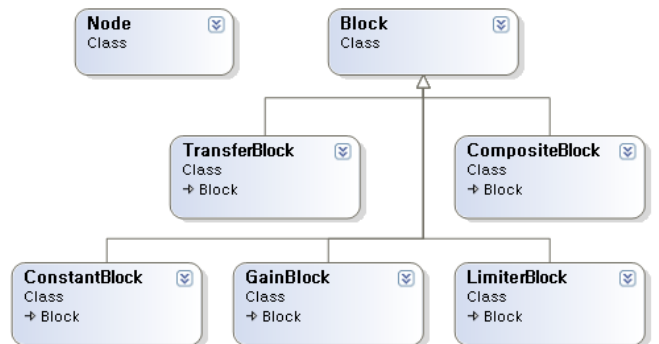 Node
Class
Block
Class
TransferBlock
Class
→ Block
CompositeBlock
Class
→ Block
ConstantBlock
Class
→ Block
GainBlock
Class
→ Block
LimiterBlock
Class
→ Block